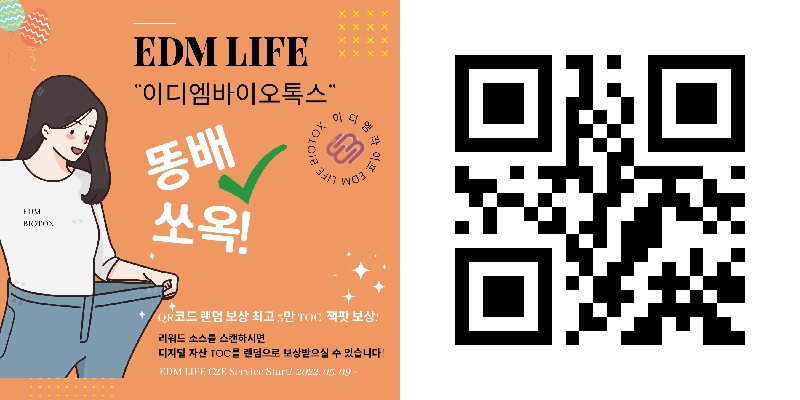 EDM LIFE
"이디엠바이오톡스"
이 디 엠 라 이 프 EDM LIFE BIOTOX
똥배
쏘옥!
EDM
BIOTOX
QR코드 랜덤 보상 최고 5만 TOC 잭팟 보상!
리워드 소스를 스캔하시면
디지털 자산 TOC를 랜덤으로 보상받으실 수 있습니다!
EDM LIFE C2E Service Start! 2022. 05. 09 ~